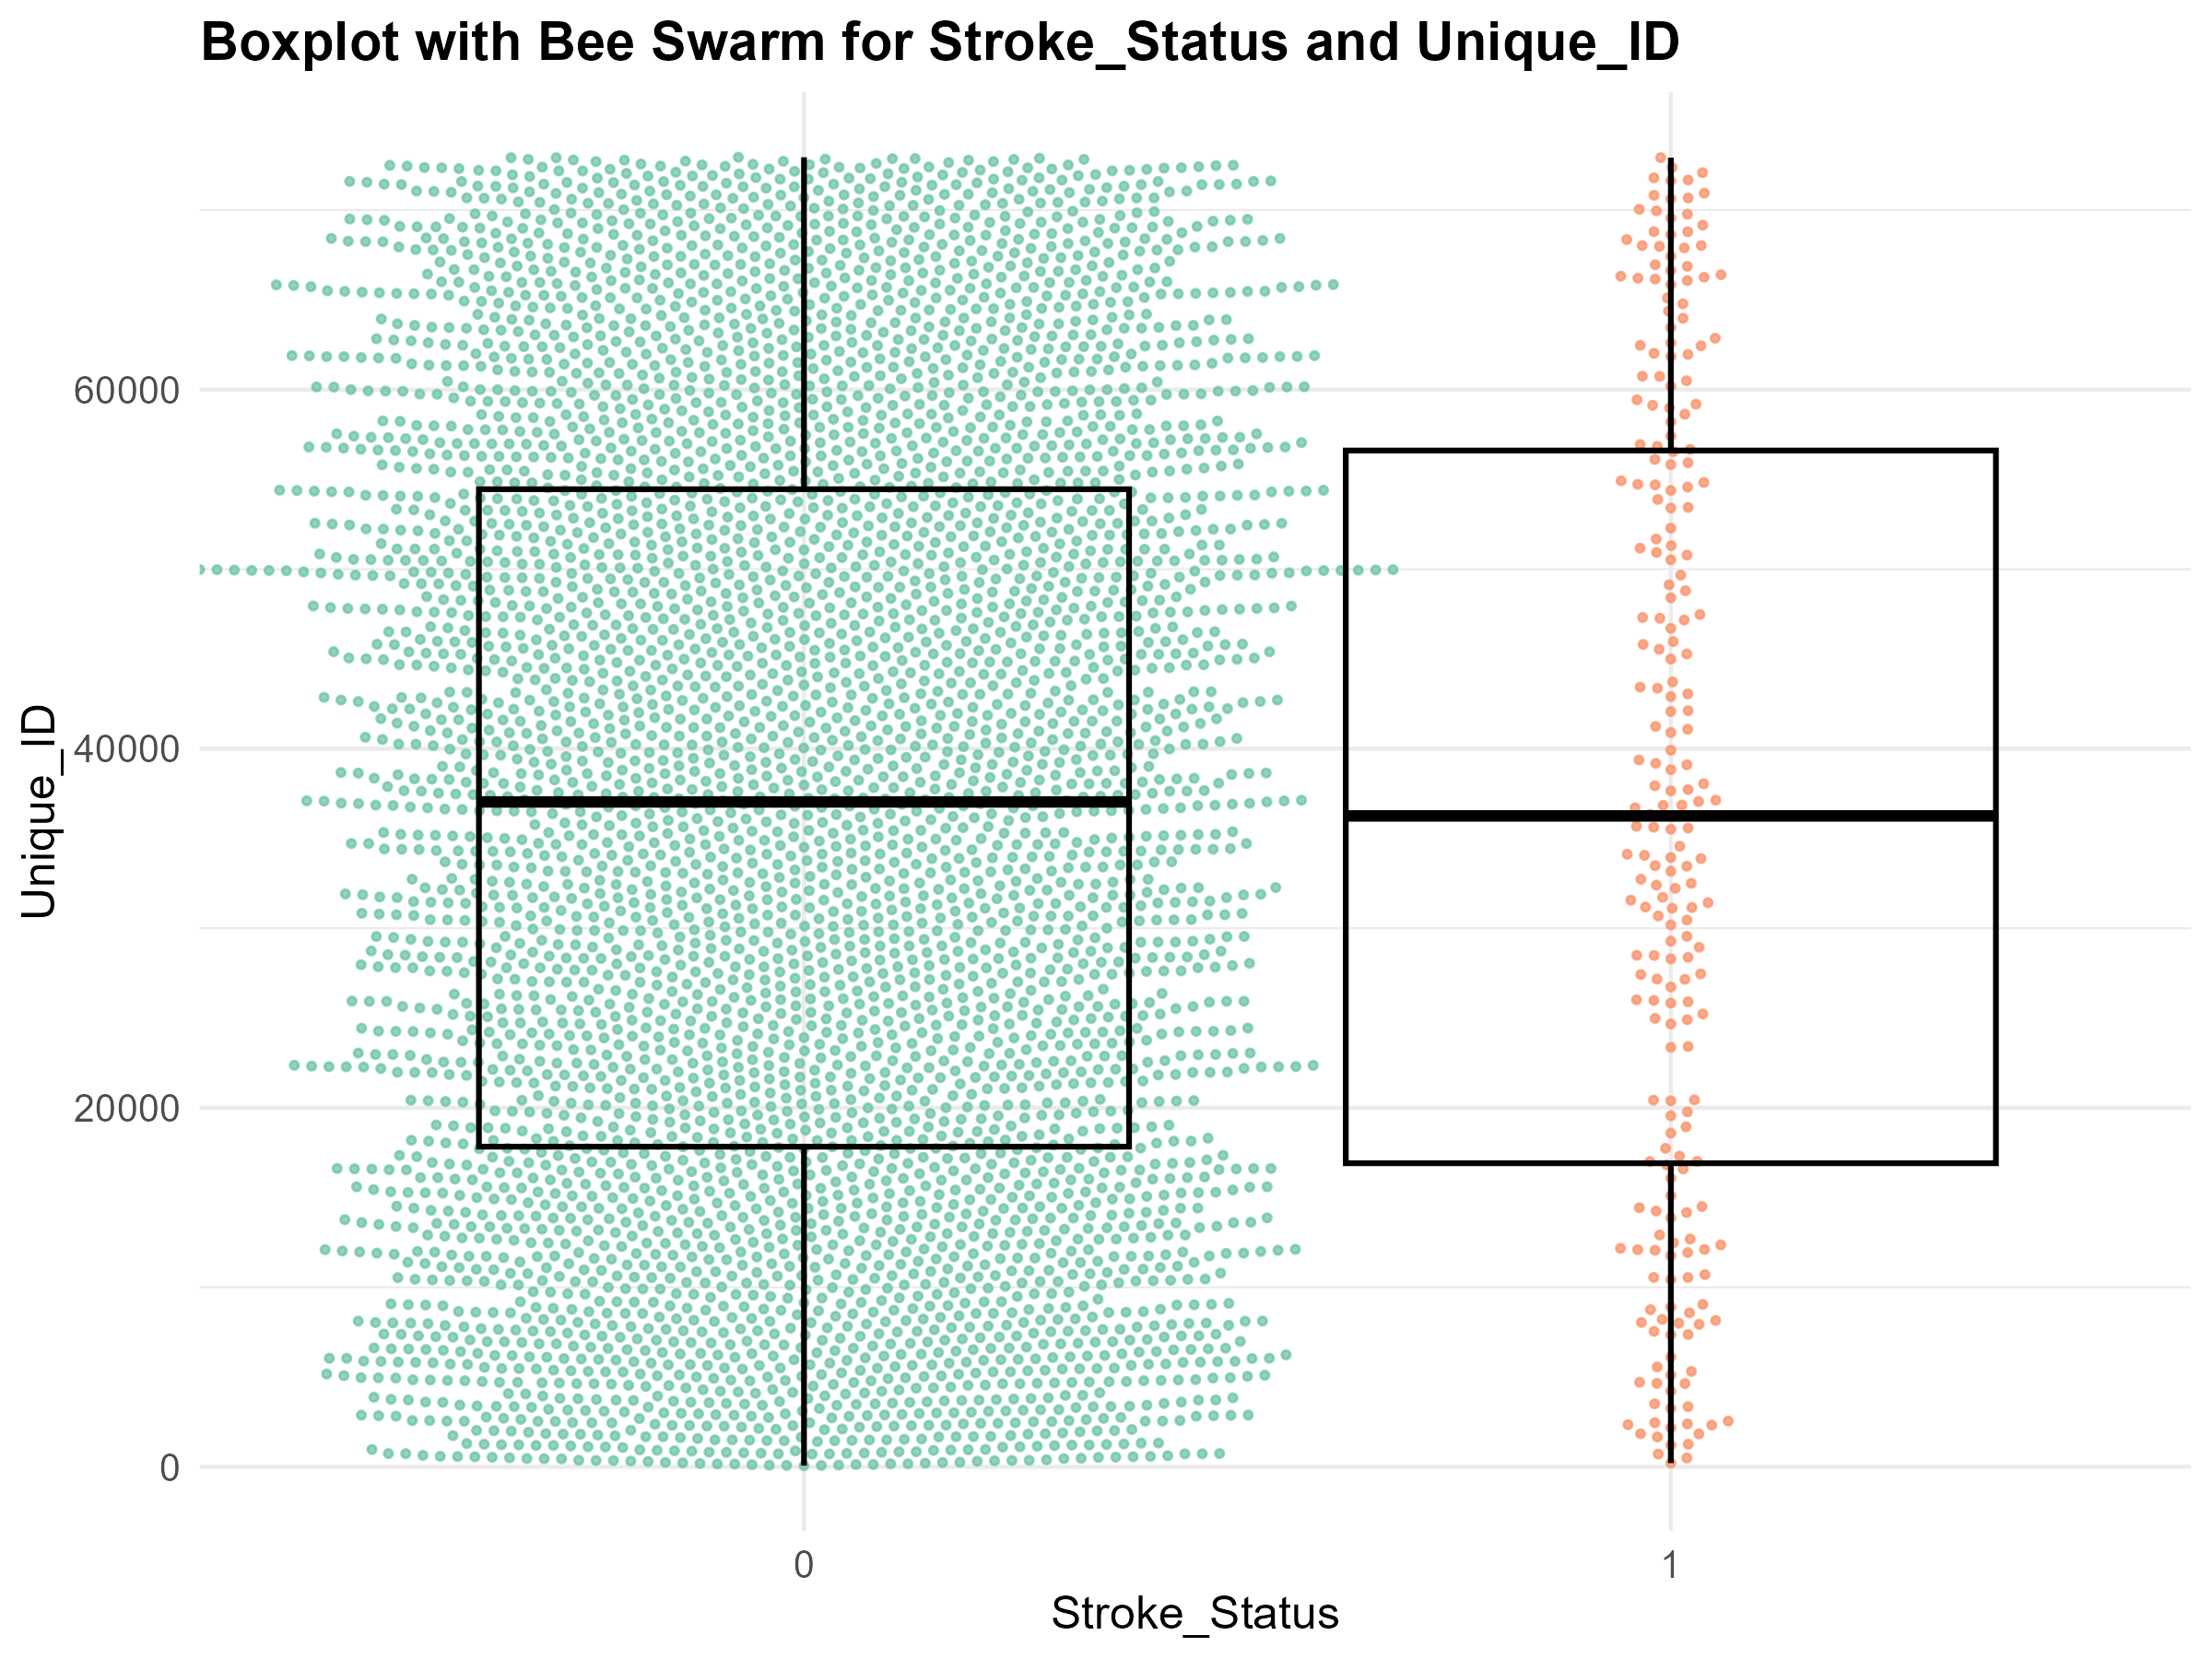 Boxplot with Bee Swarm for Stroke_Status and Unique_ID
Unique_ID
60000
40000
20000
0
0
1
Stroke_Status